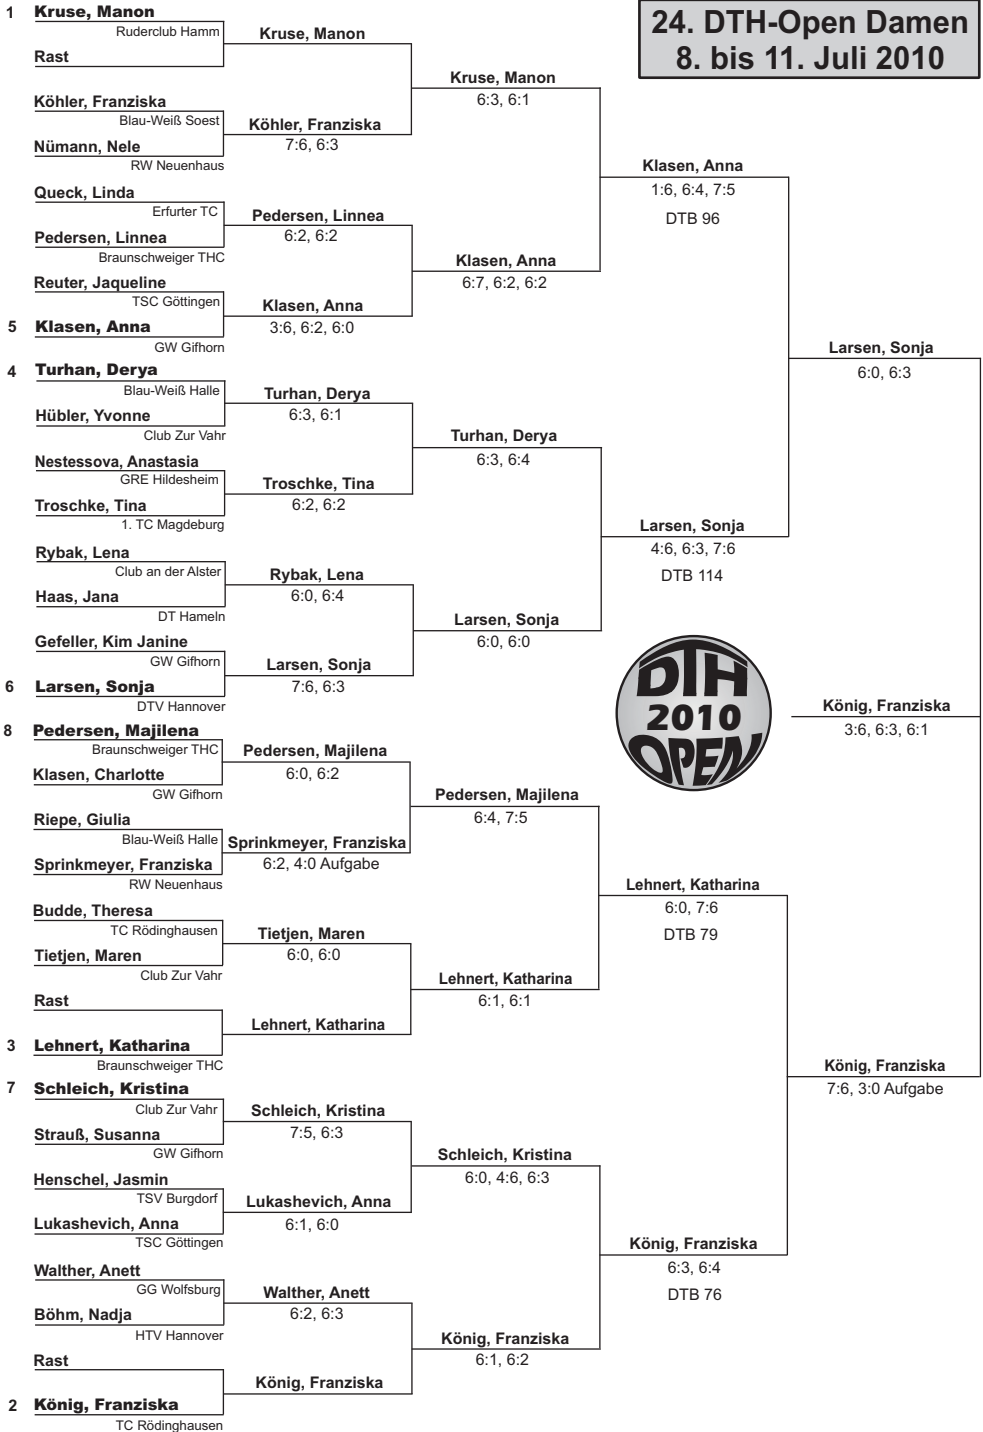 24. DTH-Open Damen
8. bis 11. Juli 2010
1 Kruse, Manon
Ruderclub Hamm
Rast
Köhler, Franziska
Blau-Weiß Soest
Nümann, Nele
RW Neuenhaus
Queck, Linda
Erfurter TC
Pedersen, Linnea
Braunschweiger THC
Reuter, Jaqueline
TSC Göttingen
5 Klasen, Anna
GW Gifhorn
4 Turhan, Derya
Blau-Weiß Halle
Hübler, Yvonne
Club Zur Vahr
Nestessova, Anastasia
GRE Hildesheim
Troschke, Tina
1. TC Magdeburg
Rybak, Lena
Club an der Alster
Haas, Jana
DT Hameln
Gefeller, Kim Janine
GW Gifhorn
6 Larsen, Sonja
DTV Hannover
8 Pedersen, Majilena
Braunschweiger THC
Klasen, Charlotte
GW Gifhorn
Riepe, Giulia
Blau-Weiß Halle
Sprinkmeyer, Franziska
RW Neuenhaus
Budde, Theresa
TC Rödinghausen
Tietjen, Maren
Club Zur Vahr
Rast
3 Lehnert, Katharina
Braunschweiger THC
7 Schleich, Kristina
Club Zur Vahr
Strauß, Susanna
GW Gifhorn
Henschel, Jasmin
TSV Burgdorf
Lukashevich, Anna
TSC Göttingen
Walther, Anett
GG Wolfsburg
Böhm, Nadja
HTV Hannover
Rast
2 König, Franziska
TC Rödinghausen
Kruse, Manon
Köhler, Franziska
7:6, 6:3
Pedersen, Linnea
6:2, 6:2
Klasen, Anna
3:6, 6:2, 6:0
Turhan, Derya
6:3, 6:1
Troschke, Tina
6:2, 6:2
Rybak, Lena
6:0, 6:4
Larsen, Sonja
7:6, 6:3
Pedersen, Majilena
6:0, 6:2
Sprinkmeyer, Franziska
6:2, 4:0 Aufgabe
Tietjen, Maren
6:0, 6:0
Lehnert, Katharina
Schleich, Kristina
7:5, 6:3
Lukashevich, Anna
6:1, 6:0
Walther, Anett
6:2, 6:3
König, Franziska
Kruse, Manon
6:3, 6:1
Klasen, Anna
6:7, 6:2, 6:2
Turhan, Derya
6:3, 6:4
Larsen, Sonja
6:0, 6:0
Pedersen, Majilena
6:4, 7:5
Lehnert, Katharina
6:1, 6:1
Schleich, Kristina
6:0, 4:6, 6:3
König, Franziska
6:1, 6:2
Klasen, Anna
1:6, 6:4, 7:5
DTB 96
Larsen, Sonja
4:6, 6:3, 7:6
DTB 114
Lehnert, Katharina
6:0, 7:6
DTB 79
König, Franziska
6:3, 6:4
DTB 76
Larsen, Sonja
6:0, 6:3
König, Franziska
7:6, 3:0 Aufgabe
DTH
2010
OPEN
König, Franziska
3:6, 6:3, 6:1